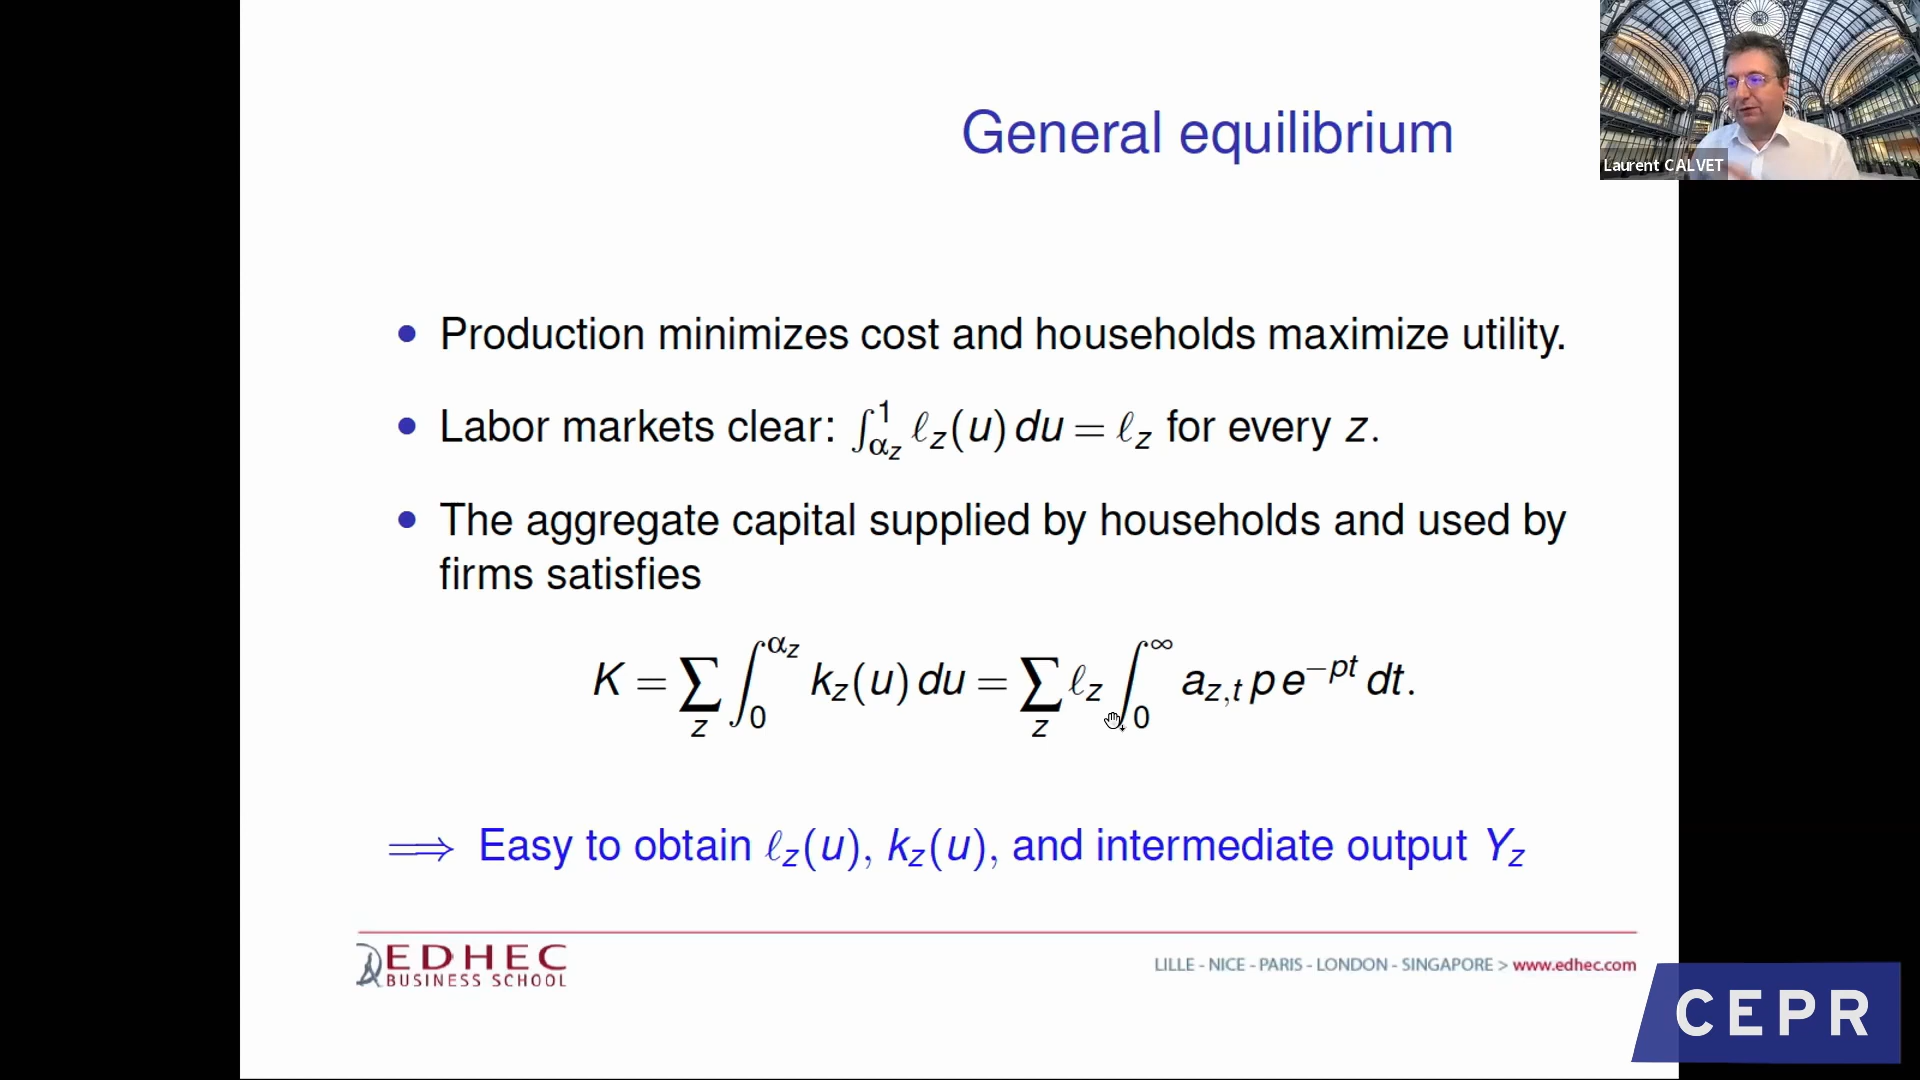 General equilibrium
Laurent CALVET
• Production minimizes cost and households maximize utility.
• Labor markets clear: ∫_{α_z}^{1} ℓ_z(u) du = ℓ_z for every z.
• The aggregate capital supplied by households and used by
firms satisfies
K = ∑_z ∫_0^{α_z} k_z(u) du = ∑_z ℓ_z ∫_0^∞ a_{z,t} p e^{−pt} dt.
⟹ Easy to obtain ℓ_z(u), k_z(u), and intermediate output Y_z
EDHEC
BUSINESS SCHOOL
LILLE - NICE - PARIS - LONDON - SINGAPORE > www.edhec.com
CEPR